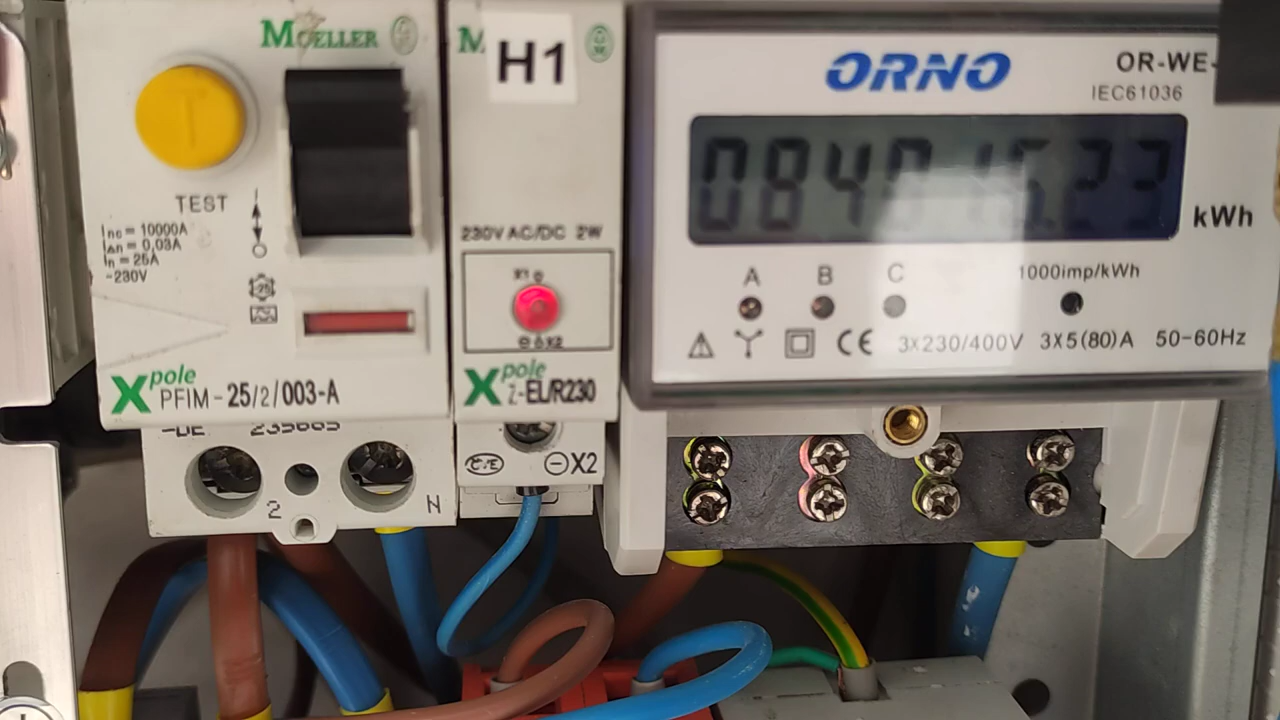 MOELLER
TEST
Inc = 10000A
IΔn = 0,03A
In = 25A
~230V
25
Xpole
PFIM-25/2/003-A
2
N
H1
230V AC/DC 2W
X2
Xpole
Z-EL/R230
X2
ORNO
OR-WE-
IEC61036
kWh
A B C
1000imp/kWh
CE 3x230/400V 3X5(80)A 50-60Hz